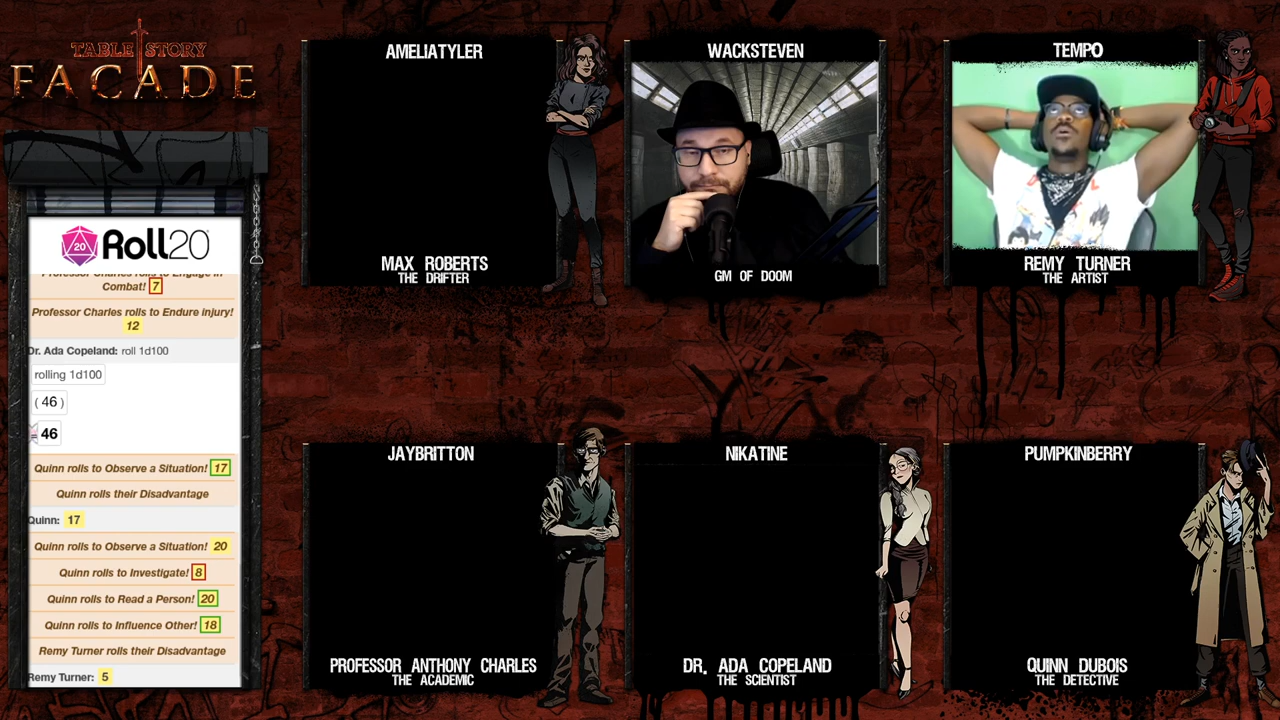 TABLE STORY
FACADE
20
Roll20
Professor Charles rolls to Engage in
Combat! 7
Professor Charles rolls to Endure injury!
12
Dr. Ada Copeland: roll 1d100
rolling 1d100
( 46 )
46
Quinn rolls to Observe a Situation! 17
Quinn rolls their Disadvantage
Quinn: 17
Quinn rolls to Observe a Situation! 20
Quinn rolls to Investigate! 8
Quinn rolls to Read a Person! 20
Quinn rolls to Influence Other! 18
Remy Turner rolls their Disadvantage
Remy Turner: 5
AMELIATYLER
MAX ROBERTS
THE DRIFTER
WACKSTEVEN
GM OF DOOM
TEMPO
REMY TURNER
THE ARTIST
JAYBRITTON
PROFESSOR ANTHONY CHARLES
THE ACADEMIC
NIKATINE
DR. ADA COPELAND
THE SCIENTIST
PUMPKINBERRY
QUINN DUBOIS
THE DETECTIVE